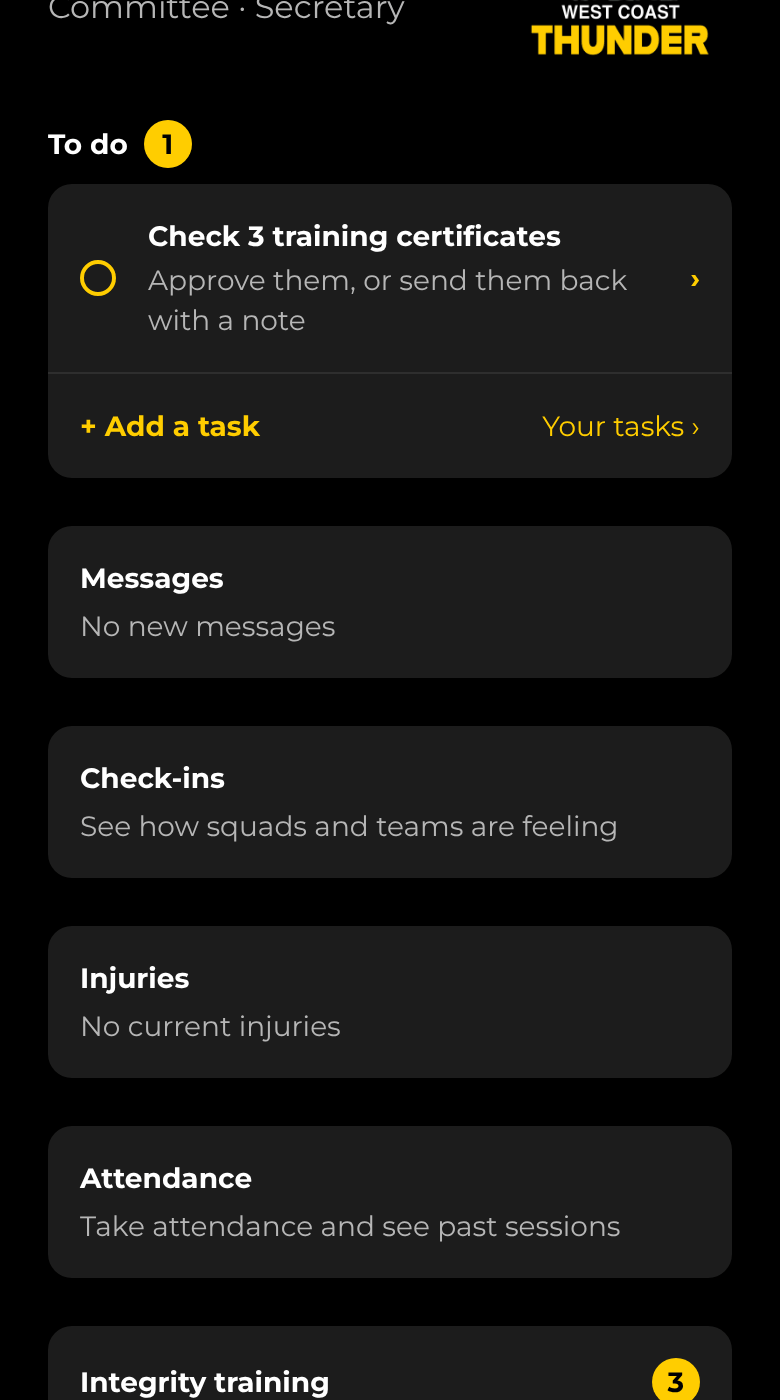 Committee · Secretary
WEST COAST
THUNDER
To do 1
Check 3 training certificates
Approve them, or send them back
with a note
›
+ Add a task
Your tasks ›
Messages
No new messages
Check-ins
See how squads and teams are feeling
Injuries
No current injuries
Attendance
Take attendance and see past sessions
Integrity training
3